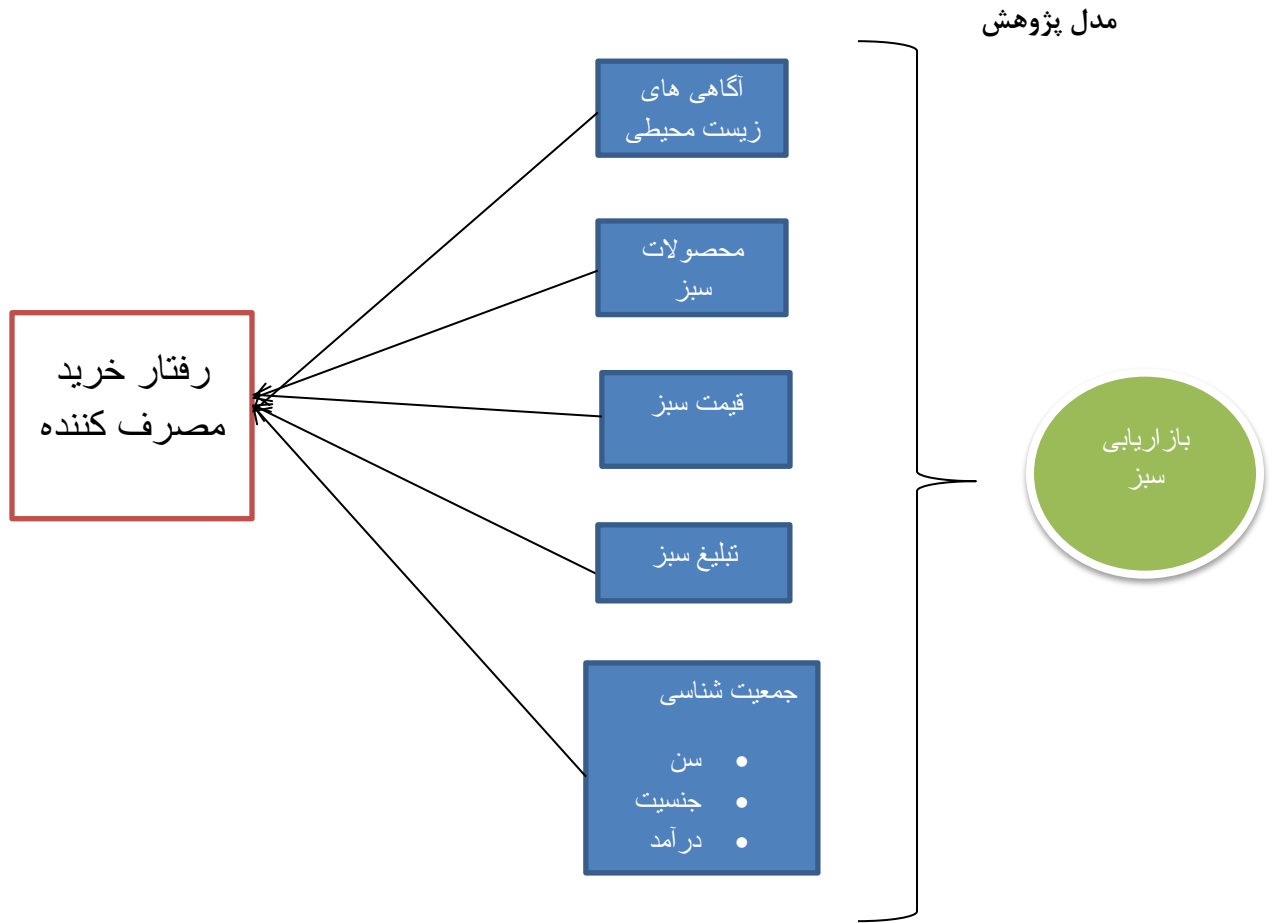 مدل پژوهش
آگاهی های
زیست محیطی
محصولات
سبز
قیمت سبز
تبلیغ سبز
جمعیت شناسی
• سن
• جنسیت
• درآمد
بازاریابی
سبز
رفتار خرید
مصرف کننده